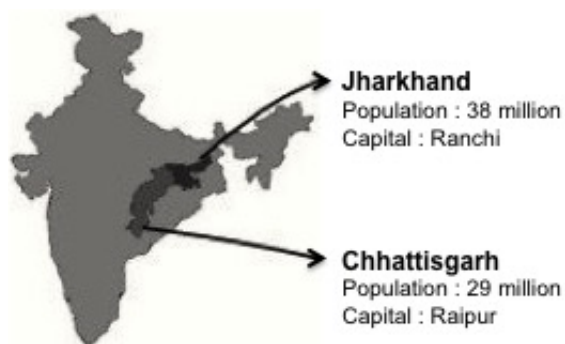 Jharkhand
Population : 38 million
Capital : Ranchi
Chhattisgarh
Population : 29 million
Capital : Raipur